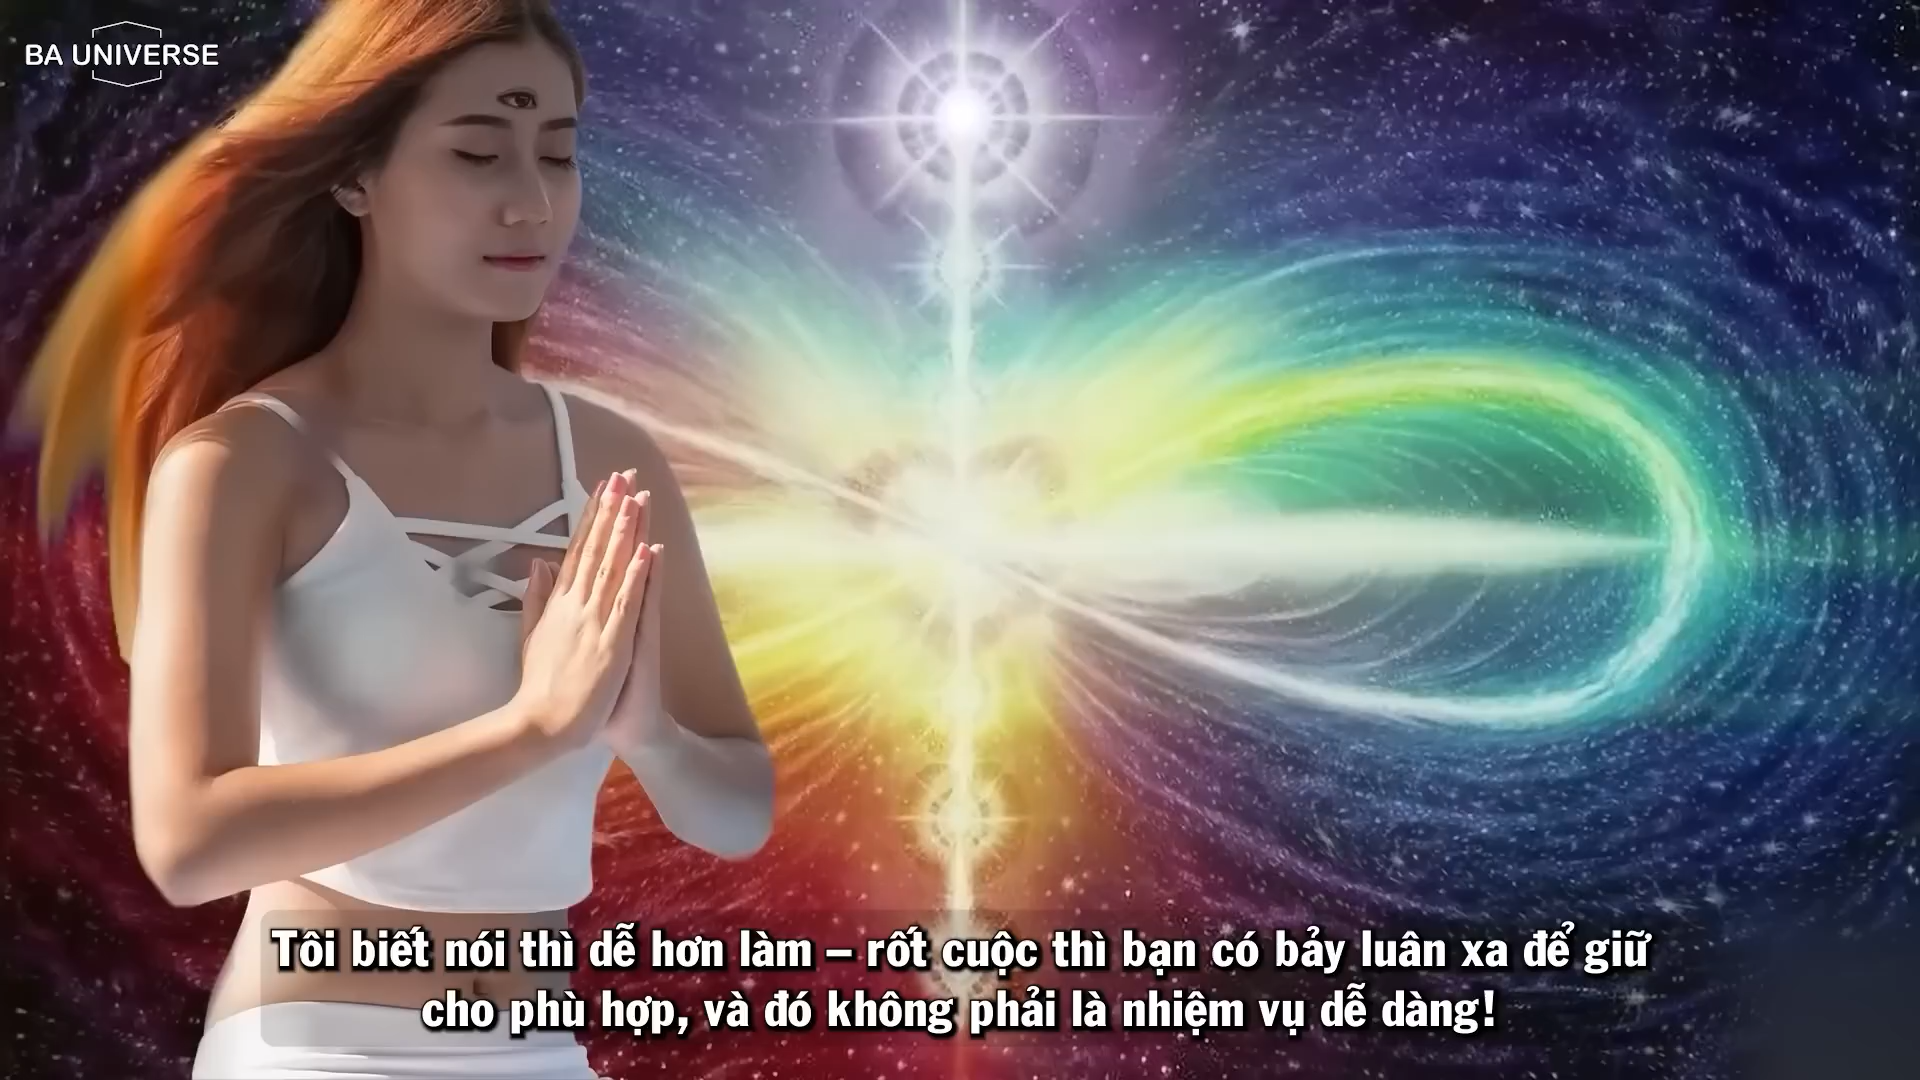 BA UNIVERSE
Tôi biết nói thì dễ hơn làm – rốt cuộc thì bạn có bảy luân xa để giữ
cho phù hợp, và đó không phải là nhiệm vụ dễ dàng!